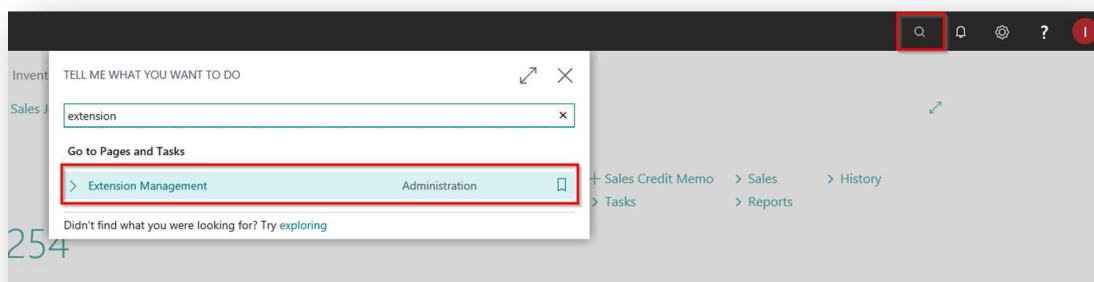 ?
I
Invent
TELL ME WHAT YOU WANT TO DO
Sales J
extension
Go to Pages and Tasks
Extension Management Administration
+ Sales Credit Memo > Sales > History
> Tasks > Reports
Didn't find what you were looking for? Try exploring
254